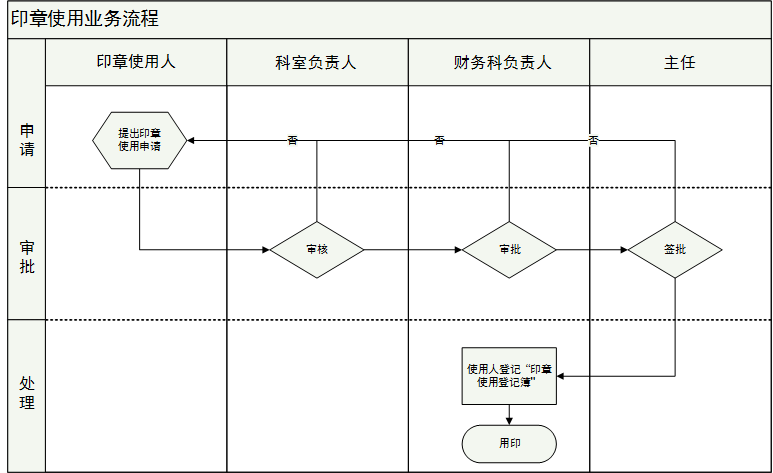 印章使用业务流程
印章使用人
科室负责人
财务科负责人
主任
申
请
提出印章
使用申请
否
否
否
审
批
审核
审批
签批
处
理
使用人登记“印章
使用登记簿"
用印